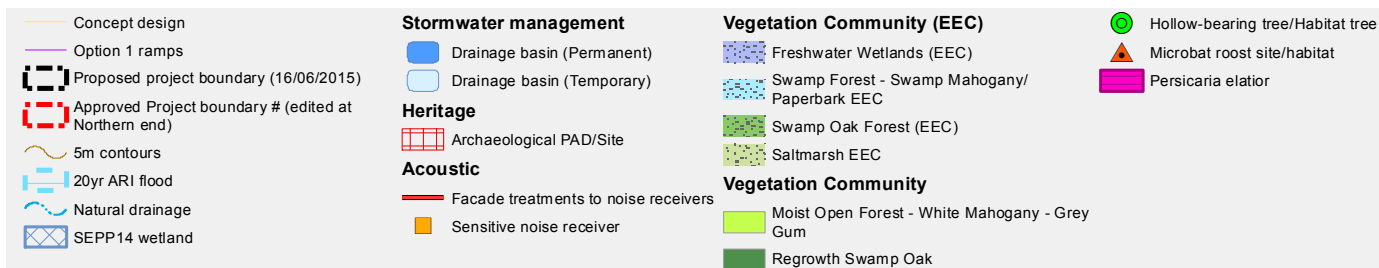 Concept design
Option 1 ramps
Proposed project boundary (16/06/2015)
Approved Project boundary # (edited at
Northern end)
5m contours
20yr ARI flood
Natural drainage
SEPP14 wetland
Stormwater management
Drainage basin (Permanent)
Drainage basin (Temporary)
Heritage
Archaeological PAD/Site
Acoustic
Facade treatments to noise receivers
Sensitive noise receiver
Vegetation Community (EEC)
Freshwater Wetlands (EEC)
Swamp Forest - Swamp Mahogany/
Paperbark EEC
Swamp Oak Forest (EEC)
Saltmarsh EEC
Vegetation Community
Moist Open Forest - White Mahogany - Grey
Gum
Regrowth Swamp Oak
Hollow-bearing tree/Habitat tree
Microbat roost site/habitat
Persicaria elatior